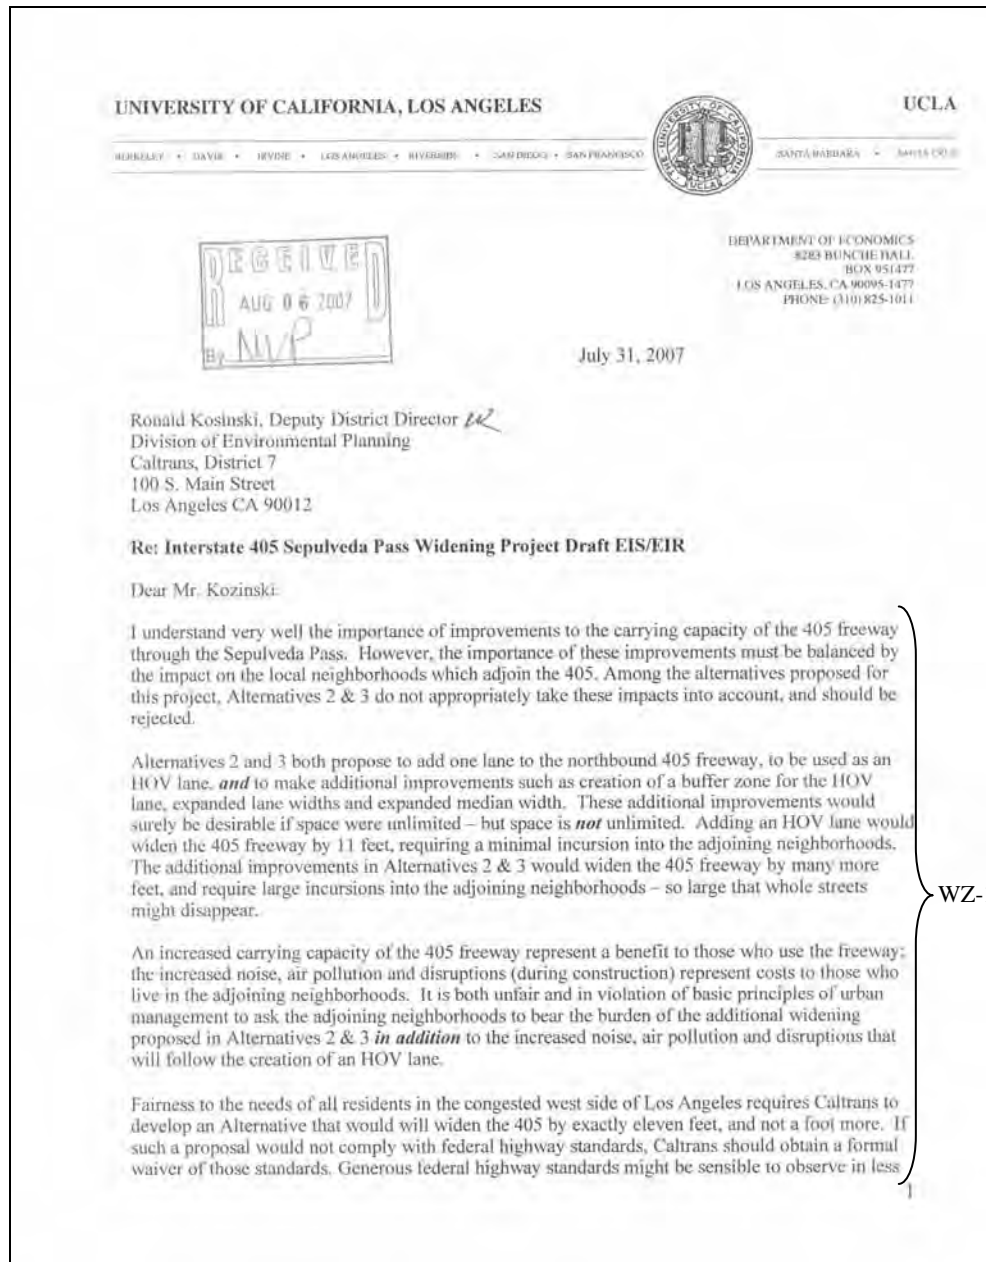 UNIVERSITY OF CALIFORNIA, LOS ANGELES
UCLA
BERKELEY • DAVIS • IRVINE • LOS ANGELES • RIVERSIDE • SAN DIEGO • SAN FRANCISCO
SANTA BARBARA • SANTA CRUZ
THE UNIVERSITY OF CALIFORNIA
UCLA
DEPARTMENT OF ECONOMICS
8283 BUNCHE HALL
BOX 951477
LOS ANGELES, CA 90095-1477
PHONE: (310) 825-1011
RECEIVED
AUG 06 2007
By NVP
July 31, 2007
Ronald Kosinski, Deputy District Director
Division of Environmental Planning
Caltrans, District 7
100 S. Main Street
Los Angeles CA 90012
Re: Interstate 405 Sepulveda Pass Widening Project Draft EIS/EIR
Dear Mr. Kozinski:
I understand very well the importance of improvements to the carrying capacity of the 405 freeway
through the Sepulveda Pass. However, the importance of these improvements must be balanced by
the impact on the local neighborhoods which adjoin the 405. Among the alternatives proposed for
this project, Alternatives 2 & 3 do not appropriately take these impacts into account, and should be
rejected.
Alternatives 2 and 3 both propose to add one lane to the northbound 405 freeway, to be used as an
HOV lane, and to make additional improvements such as creation of a buffer zone for the HOV
lane, expanded lane widths and expanded median width. These additional improvements would
surely be desirable if space were unlimited – but space is not unlimited. Adding an HOV lane would
widen the 405 freeway by 11 feet, requiring a minimal incursion into the adjoining neighborhoods.
The additional improvements in Alternatives 2 & 3 would widen the 405 freeway by many more
feet, and require large incursions into the adjoining neighborhoods – so large that whole streets
might disappear.
WZ-
An increased carrying capacity of the 405 freeway represent a benefit to those who use the freeway;
the increased noise, air pollution and disruptions (during construction) represent costs to those who
live in the adjoining neighborhoods. It is both unfair and in violation of basic principles of urban
management to ask the adjoining neighborhoods to bear the burden of the additional widening
proposed in Alternatives 2 & 3 in addition to the increased noise, air pollution and disruptions that
will follow the creation of an HOV lane.
Fairness to the needs of all residents in the congested west side of Los Angeles requires Caltrans to
develop an Alternative that would will widen the 405 by exactly eleven feet, and not a foot more. If
such a proposal would not comply with federal highway standards, Caltrans should obtain a formal
waiver of those standards. Generous federal highway standards might be sensible to observe in less
1